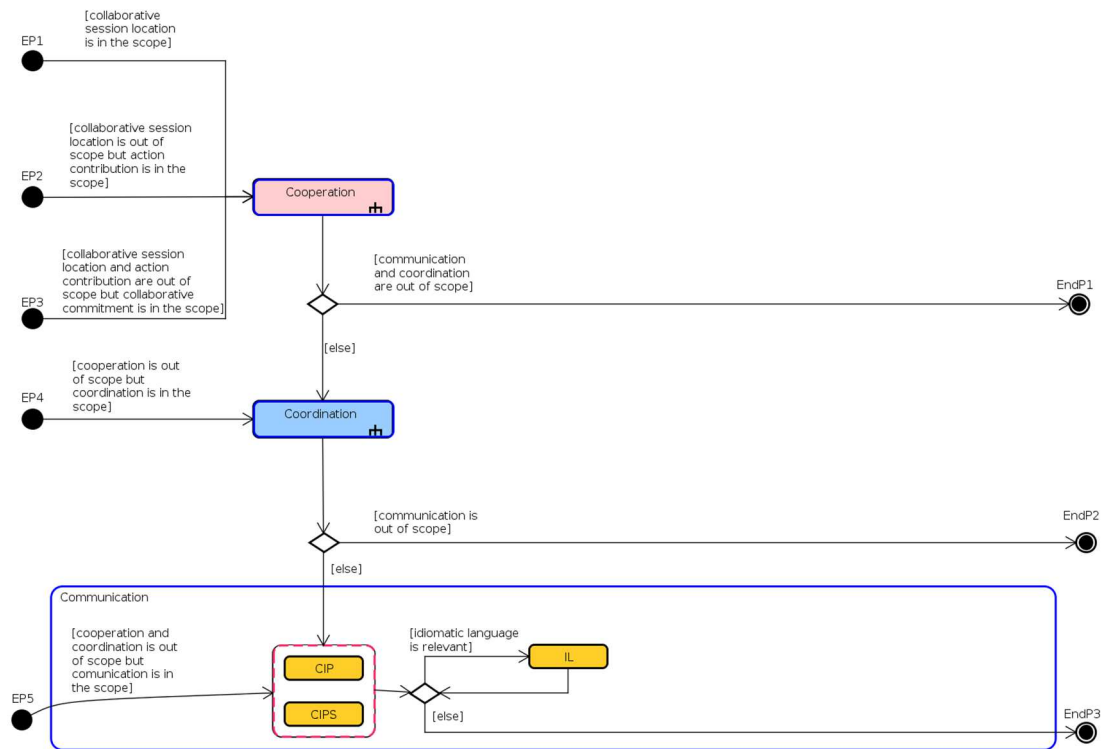 [collaborative
session location
is in the scope]
EP1
[collaborative session
location is out of
scope but action
contribution is in the
scope]
EP2
Cooperation
[collaborative session
location and action
contribution are out of
scope but collaborative
commitment is in the scope]
EP3
[communication
and coordination
are out of scope]
EndP1
[else]
[cooperation is out
of scope but
coordination is in the
scope]
EP4
Coordination
[communication is
out of scope]
EndP2
[else]
Communication
[cooperation and
coordination is out
of scope but
comunication is in
the scope]
EP5
CIP
CIPS
[idiomatic language
is relevant]
IL
[else]
EndP3